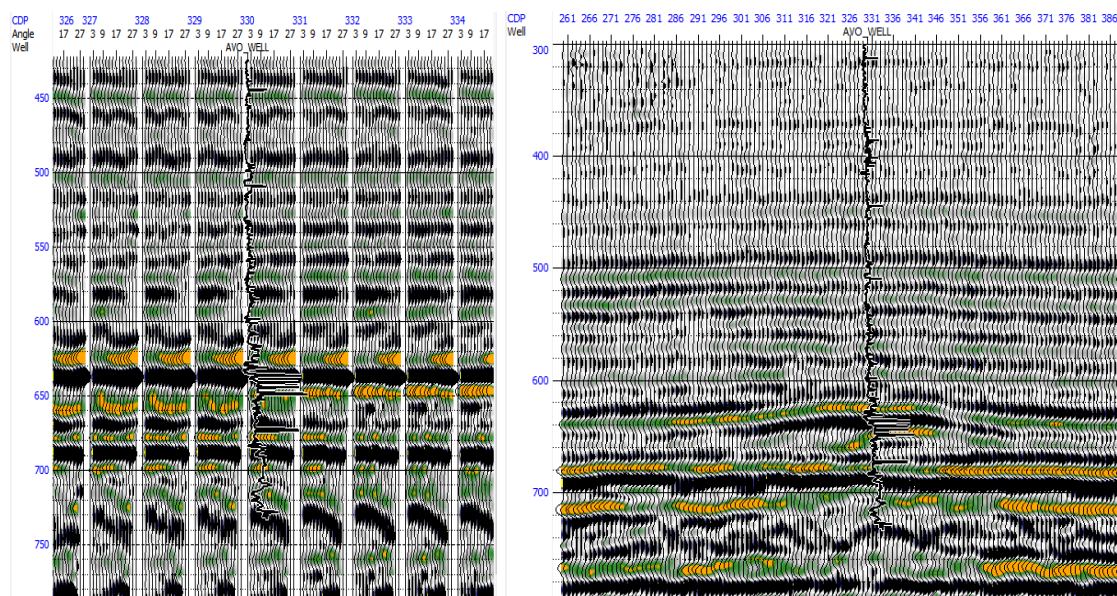 CDP 326 327 328 329 330 331 332 333 334
Angle 3 9 17 27 3 9 17 27 3 9 17 27 3 9 17 27 3 9 17 27 3 9 17 27 3 9 17 27 3 9
Well 17 27
AVO_WELL
450
500
550
600
650
700
750
CDP 261 266 271 276 281 286 291 296 301 306 311 316 321 326 331 336 341 346 351 356 361 366 371 376 381 386
Well
AVO_WELL
300
400
500
600
700